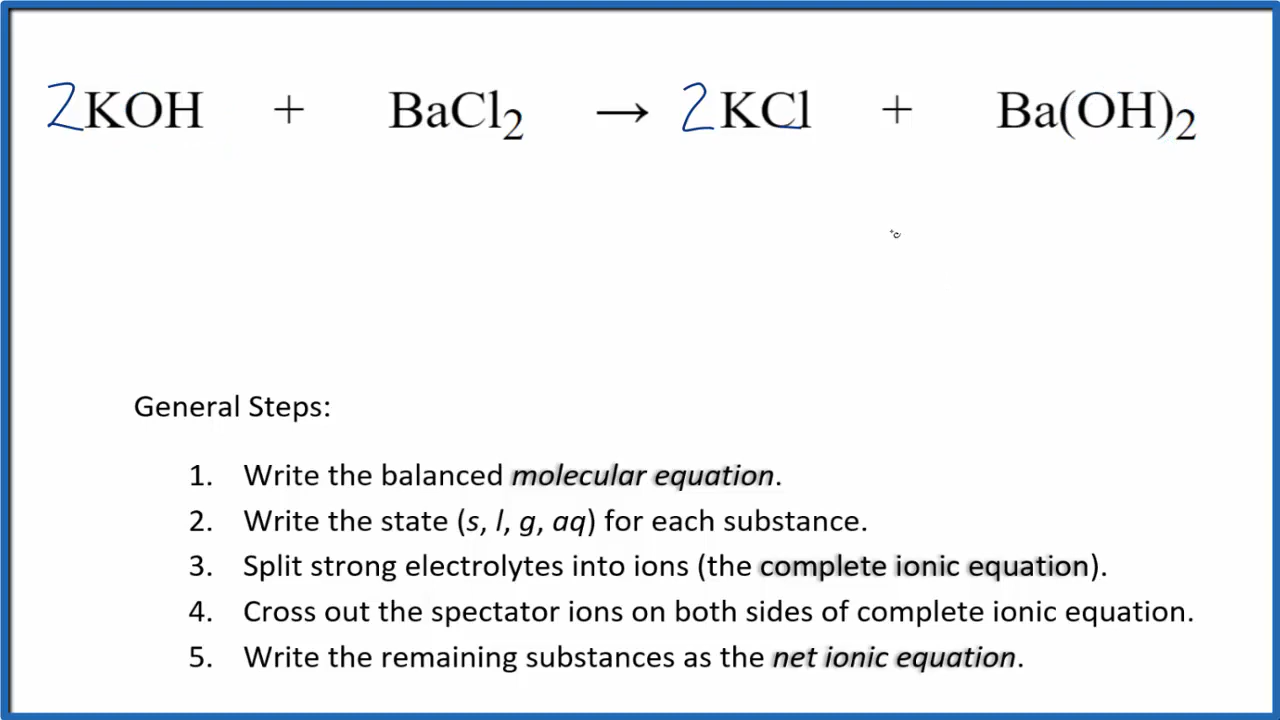 2KOH + BaCl₂ → 2KCl + Ba(OH)₂
General Steps:
1. Write the balanced molecular equation.
2. Write the state (s, l, g, aq) for each substance.
3. Split strong electrolytes into ions (the complete ionic equation).
4. Cross out the spectator ions on both sides of complete ionic equation.
5. Write the remaining substances as the net ionic equation.